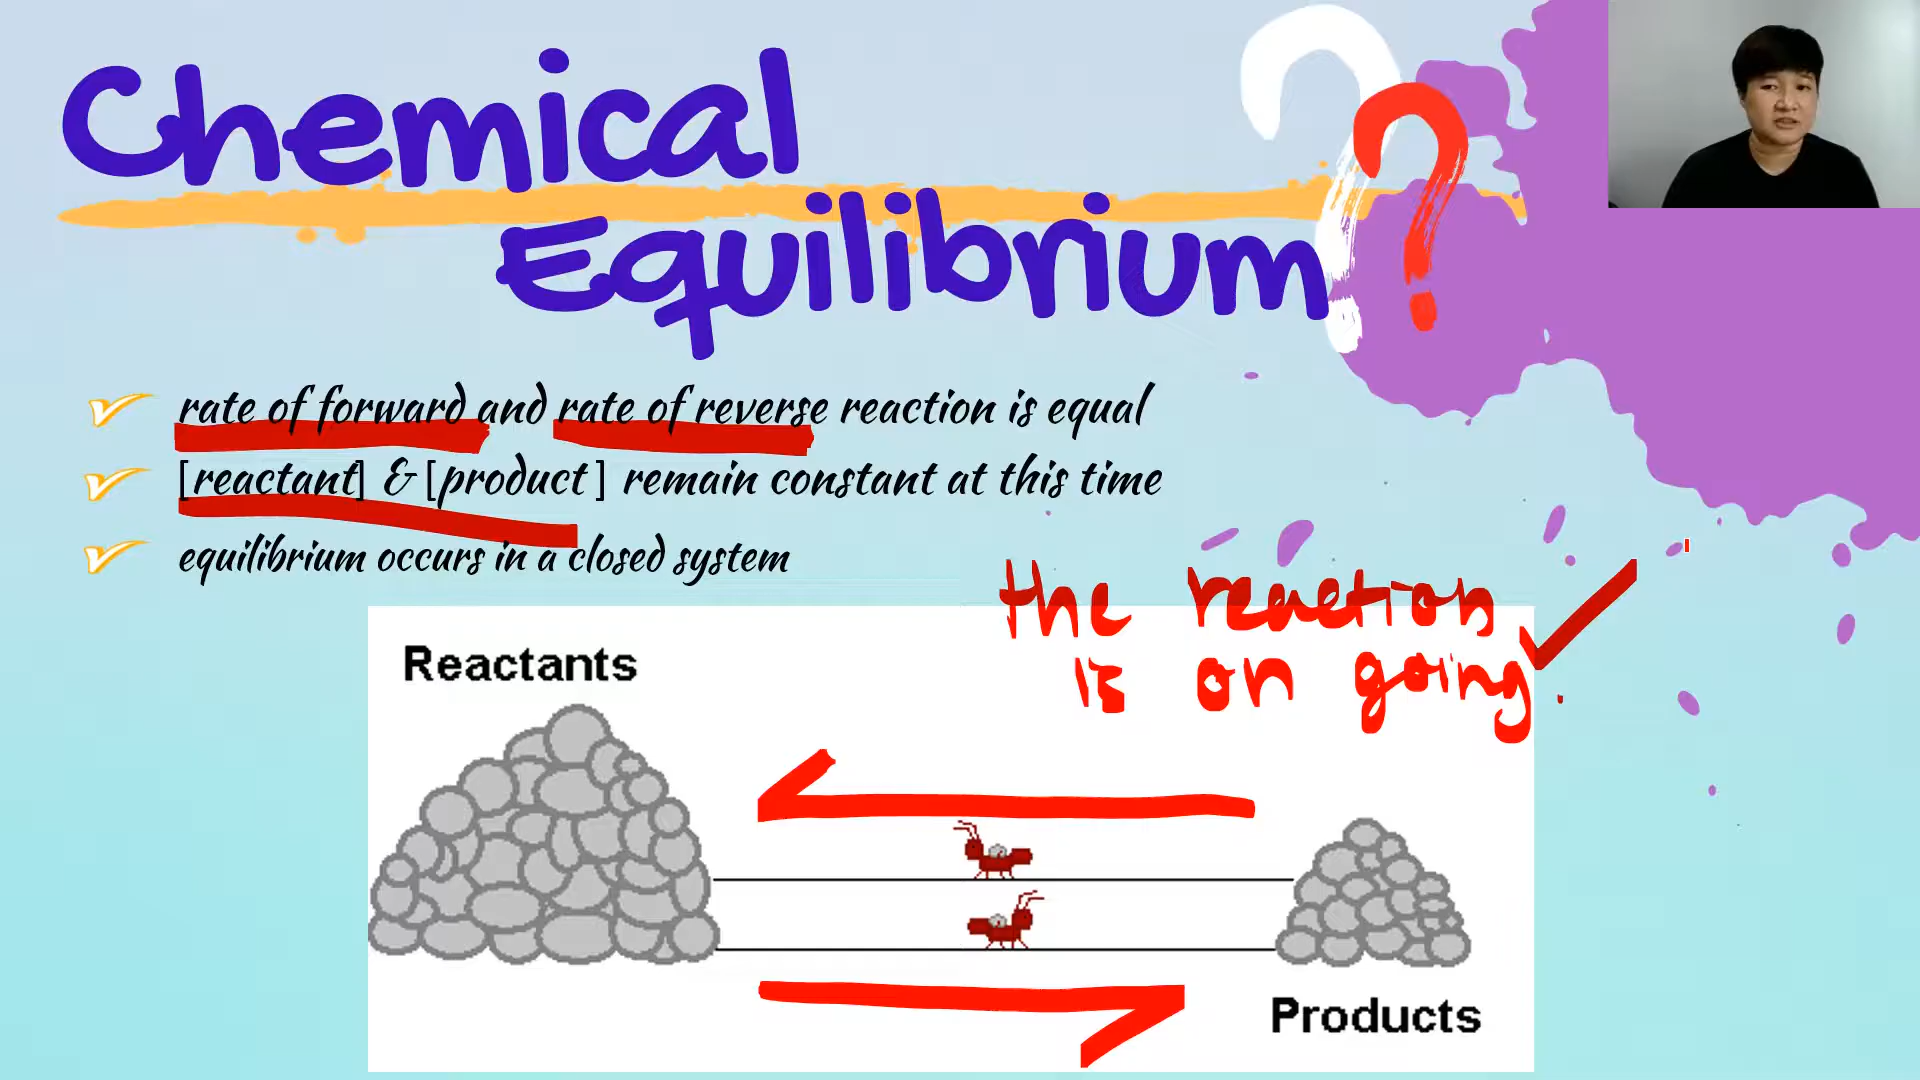 Chemical
Equilibrium
?
?
rate of forward and rate of reverse reaction is equal
[reactant] & [product ] remain constant at this time
equilibrium occurs in a closed system
the reaction
is on going.
Reactants
Products